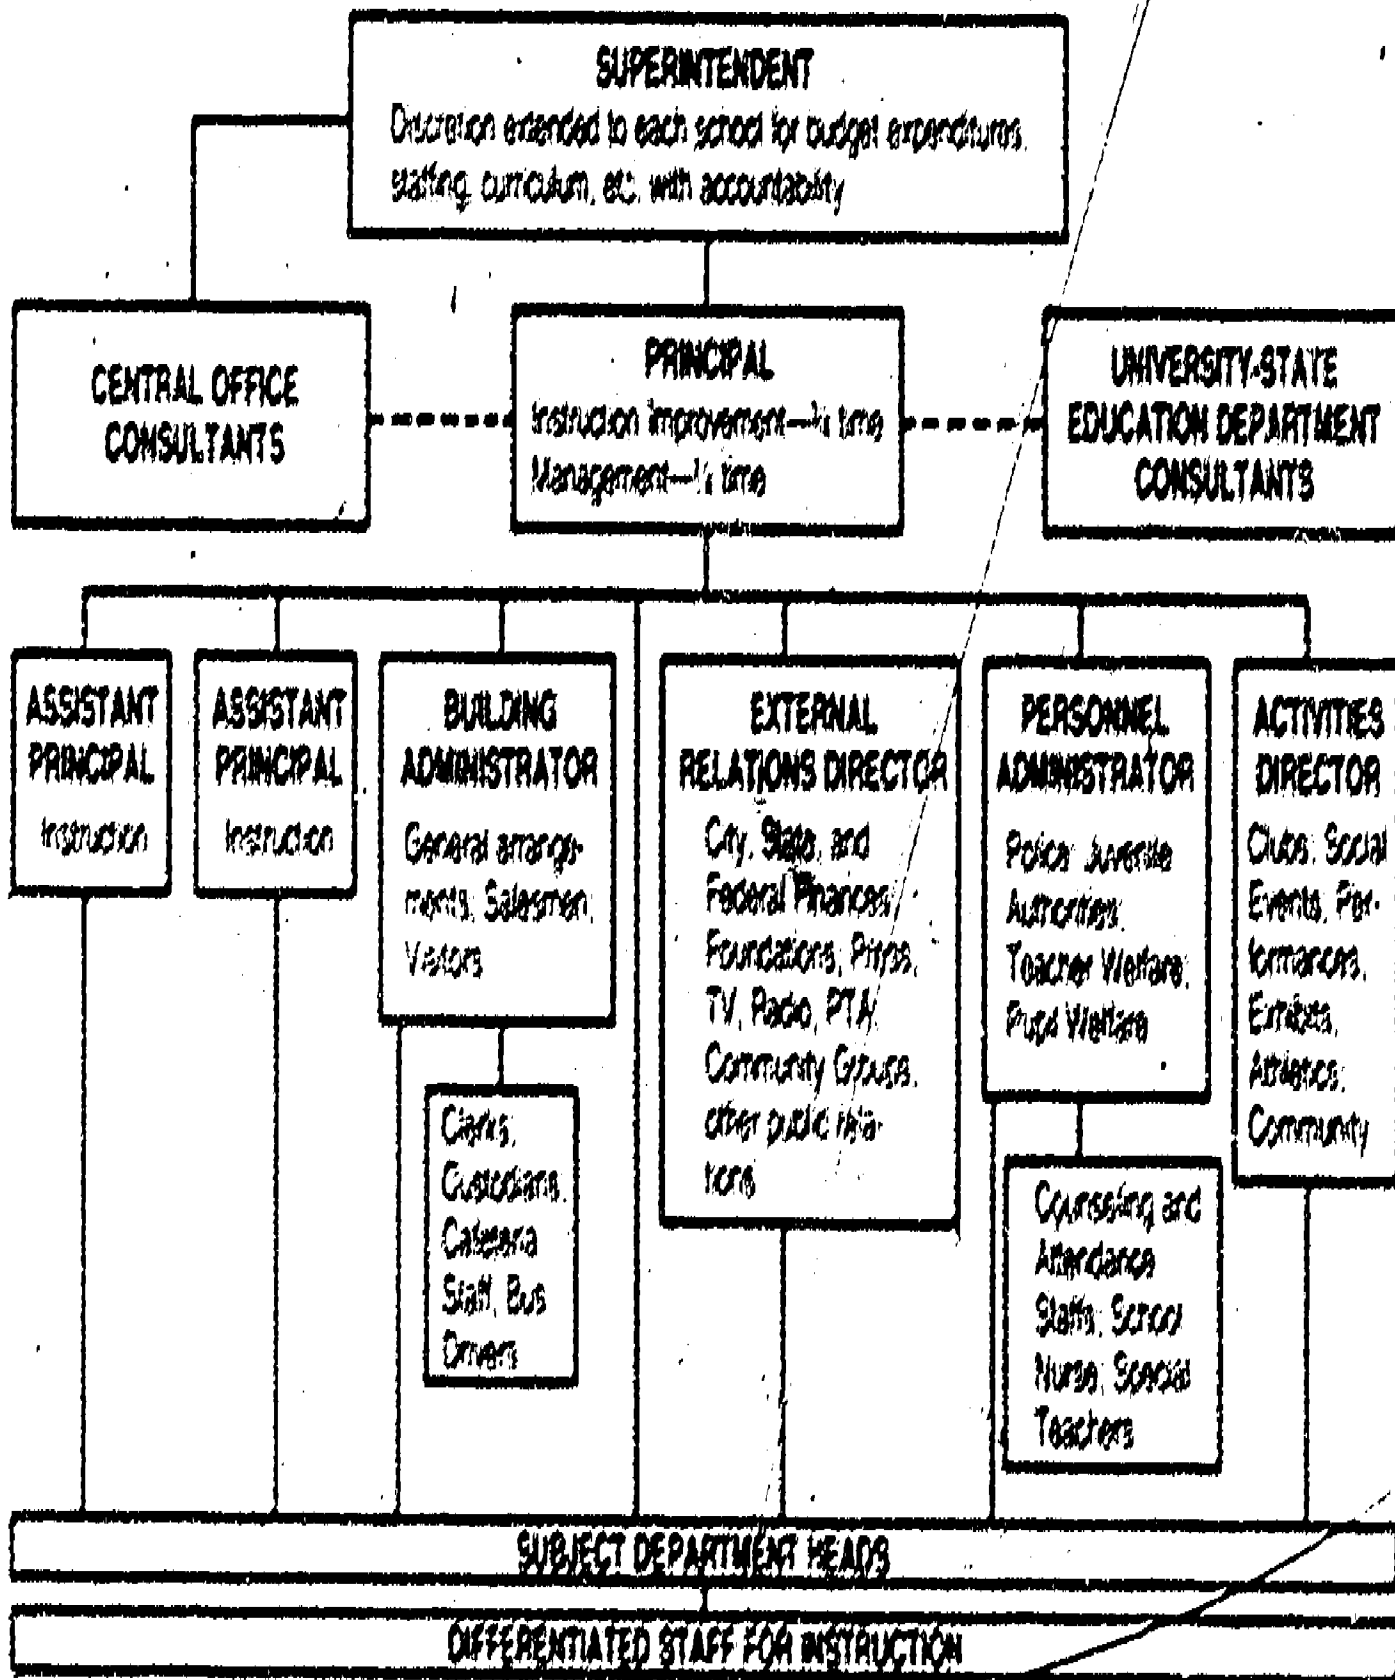 SUPERINTENDENT
Discretion extended to each school for budget expenditures,
staffing, curriculum, etc. with accountability
CENTRAL OFFICE
CONSULTANTS
PRINCIPAL
Instruction improvement— time
Management— time
UNIVERSITY-STATE
EDUCATION DEPARTMENT
CONSULTANTS
ASSISTANT
PRINCIPAL
Instruction
ASSISTANT
PRINCIPAL
Instruction
BUILDING
ADMINISTRATOR
General arrange-
ments; Salesmen;
Visitors
EXTERNAL
RELATIONS DIRECTOR
City, State, and
Federal Finances;
Foundations, Press,
TV, Radio, PTA,
Community Groups,
other public rela-
tions
PERSONNEL
ADMINISTRATOR
Police Juvenile
Authorities;
Teacher Welfare;
Pupil Welfare
ACTIVITIES
DIRECTOR
Clubs; Social
Events, Per-
formances,
Exhibits,
Athletics;
Community
Clerks;
Custodians;
Cafeteria
Staff, Bus
Drivers
Counseling and
Attendance
Staffs; School
Nurse; Special
Teachers
SUBJECT DEPARTMENT HEADS
DIFFERENTIATED STAFF FOR INSTRUCTION